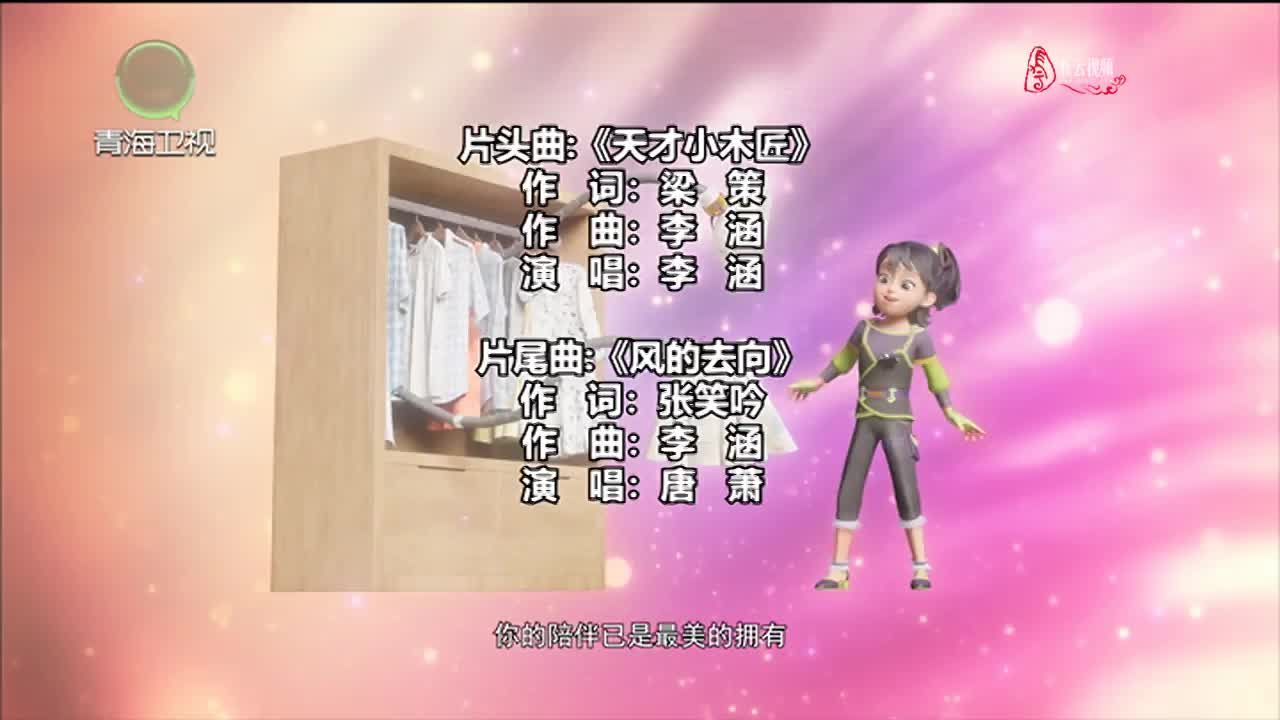 青海卫视
片头曲:《天才小木匠》
作 词: 梁 策
作 曲: 李 涵
演 唱: 李 涵
片尾曲:《风的去向》
作 词: 张笑吟
作 曲: 李 涵
演 唱: 唐 萧
你的陪伴已是最美的拥有